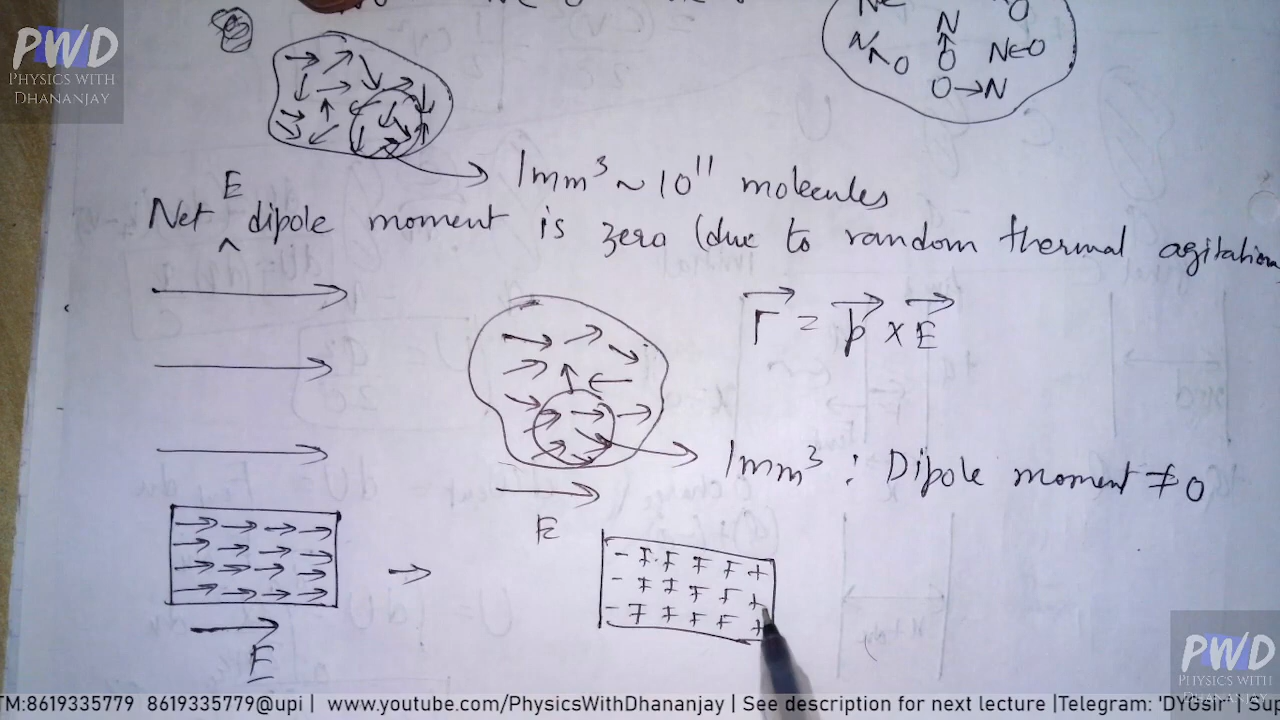 PWD
PHYSICS WITH
DHANANJAY
N
O
N
O
N
O
N O
O → N
1mm³ ~ 10¹¹ molecules
E
Net ^ dipole moment is zero (due to random thermal agitation
Γ = p × E
1mm³ : Dipole moment ≠ 0
E
E
PWD
PHYSICS WITH
DHANANJAY
TM:8619335779 8619335779@upi | www.youtube.com/PhysicsWithDhananjay | See description for next lecture |Telegram: 'DYGsir' | Sup